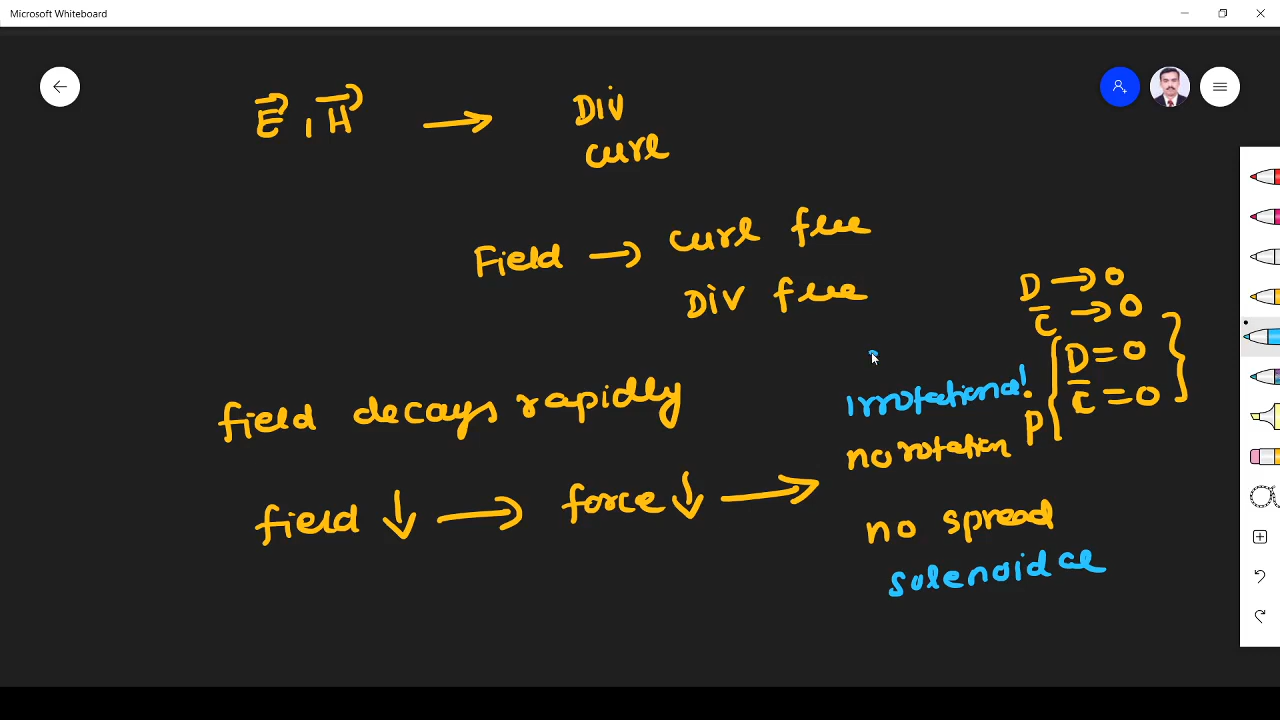 Microsoft Whiteboard
E, H → Div
curl
Field → curl free
Div free
D → 0
C → 0
D = 0
C = 0
P
field decays rapidly
irrotational
no rotation
field ↓ → force ↓ →
no spread
solenoidal